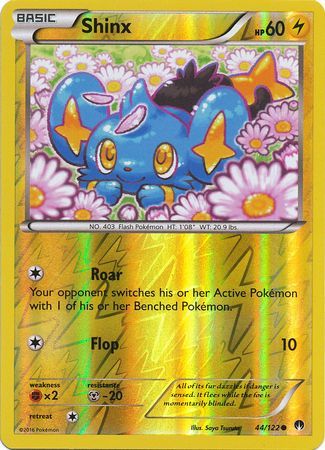 BASIC
Shinx
HP60
NO. 403 Flash Pokémon HT: 1'08" WT: 20.9 lbs
Roar
Your opponent switches his or her Active Pokémon
with 1 of his or her Benched Pokémon.
Flop 10
weakness
×2
resistance
-20
retreat
All of its fur dazzles if danger is
sensed. It flees while the foe is
momentarily blinded.
©2016 Pokémon
Illus. Saya Tsuruta
44/122